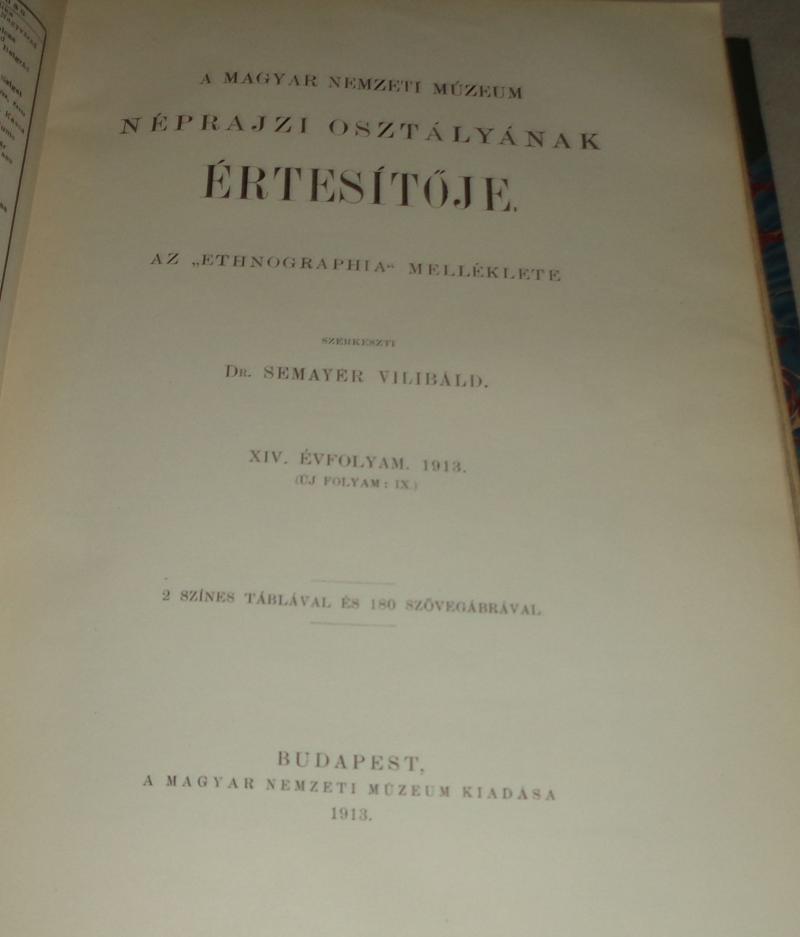 A MAGYAR NEMZETI MÚZEUM
NÉPRAJZI OSZTÁLYÁNAK
ÉRTESÍTŐJE.
AZ „ETHNOGRAPHIA“ MELLÉKLETE
SZERKESZTI
DR. SEMAYER VILIBÁLD.
XIV. ÉVFOLYAM. 1913.
(ÚJ FOLYAM: IX.)
2 SZÍNES TÁBLÁVAL ÉS 180 SZÖVEGÁBRÁVAL
BUDAPEST,
A MAGYAR NEMZETI MÚZEUM KIADÁSA
1913.